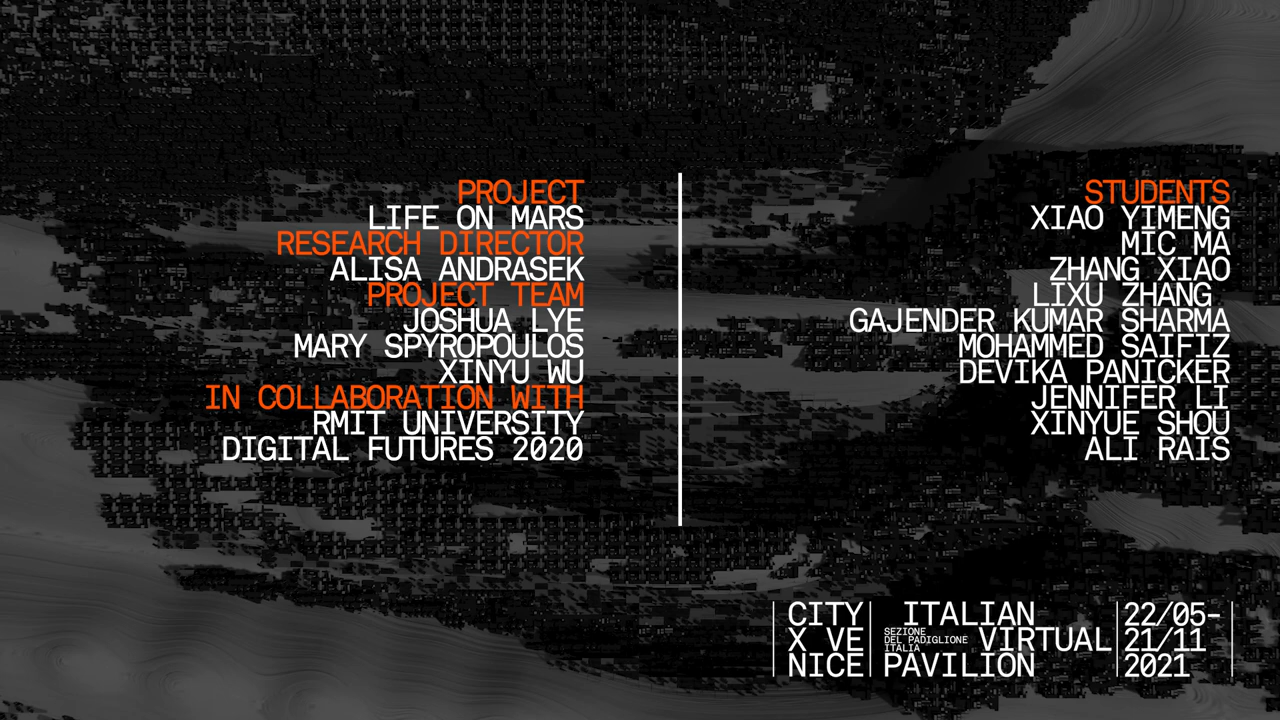 PROJECT
LIFE ON MARS
RESEARCH DIRECTOR
ALISA ANDRASEK
PROJECT TEAM
JOSHUA LYE
MARY SPYROPOULOS
XINYU WU
IN COLLABORATION WITH
RMIT UNIVERSITY
DIGITAL FUTURES 2020
STUDENTS
XIAO YIMENG
MIC MA
ZHANG XIAO
LIXU ZHANG
GAJENDER KUMAR SHARMA
MOHAMMED SAIFIZ
DEVIKA PANICKER
JENNIFER LI
XINYUE SHOU
ALI RAIS
CITY
X VE
NICE
ITALIAN
SEZIONE
DEL PADIGLIONE
ITALIA
VIRTUAL
PAVILION
22/05-
21/11
2021